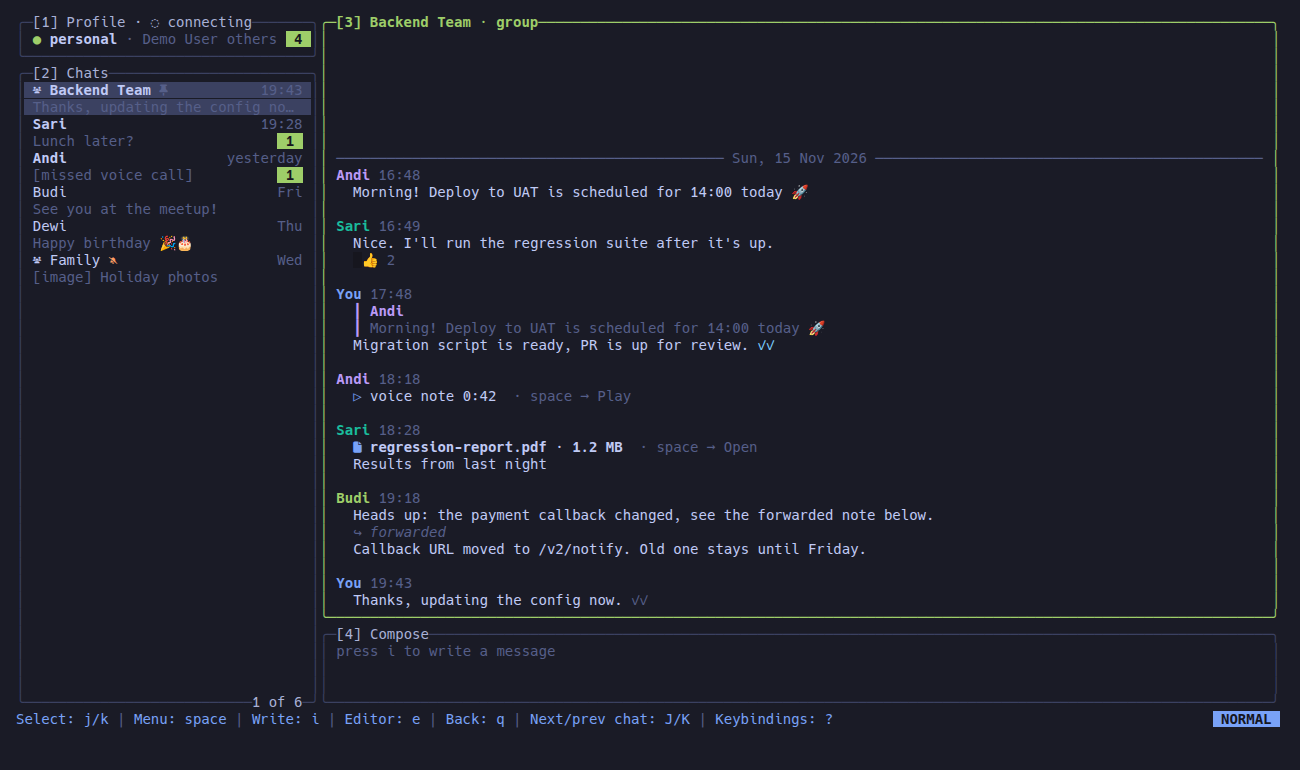 [1] Profile · ◌ connecting
● personal · Demo User others 4
[2] Chats
Backend Team 19:43
Thanks, updating the config no…
Sari 19:28
Lunch later? 1
Andi yesterday
[missed voice call] 1
Budi Fri
See you at the meetup!
Dewi Thu
Happy birthday 🎉🎂
Family Wed
[image] Holiday photos
1 of 6
[3] Backend Team · group
Sun, 15 Nov 2026
Andi 16:48
Morning! Deploy to UAT is scheduled for 14:00 today 🚀
Sari 16:49
Nice. I'll run the regression suite after it's up.
👍 2
You 17:48
Andi
Morning! Deploy to UAT is scheduled for 14:00 today 🚀
Migration script is ready, PR is up for review. ✓✓
Andi 18:18
▷ voice note 0:42 · space → Play
Sari 18:28
regression-report.pdf · 1.2 MB · space → Open
Results from last night
Budi 19:18
Heads up: the payment callback changed, see the forwarded note below.
↪ forwarded
Callback URL moved to /v2/notify. Old one stays until Friday.
You 19:43
Thanks, updating the config now. ✓✓
[4] Compose
press i to write a message
Select: j/k | Menu: space | Write: i | Editor: e | Back: q | Next/prev chat: J/K | Keybindings: ? NORMAL